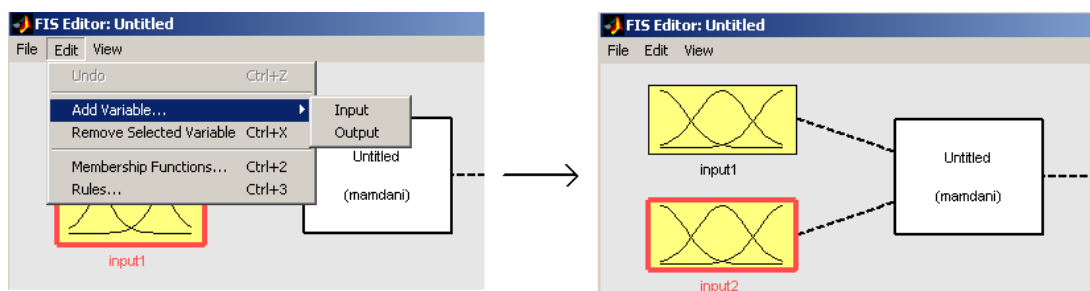 FIS Editor: Untitled
File Edit View
Undo Ctrl+Z
Add Variable...
Remove Selected Variable Ctrl+X
Membership Functions... Ctrl+2
Rules... Ctrl+3
Input
Output
Untitled
(mamdani)
input1
FIS Editor: Untitled
File Edit View
input1
Untitled
(mamdani)
input2